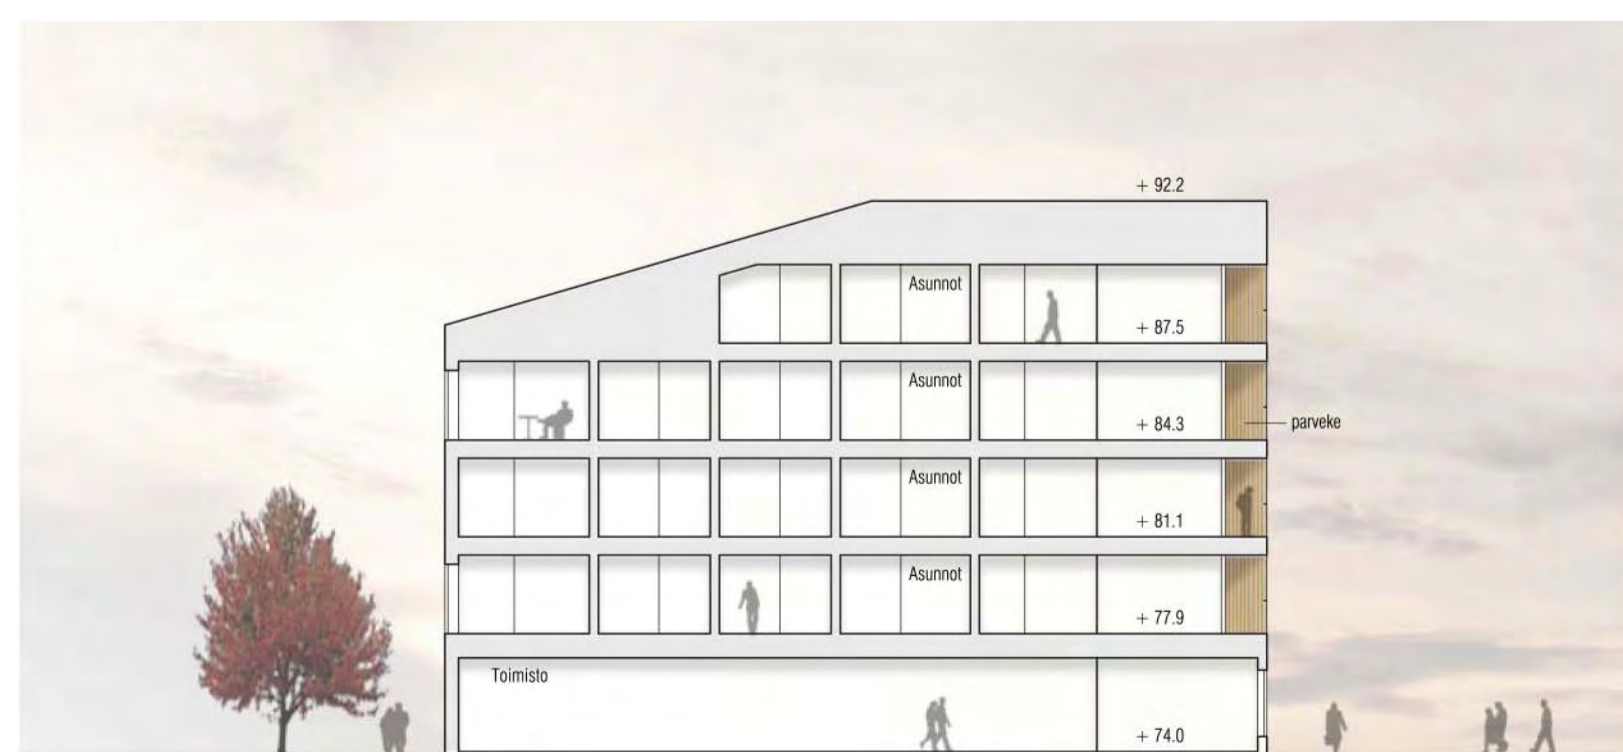 + 92.2
Asunnot
+ 87.5
Asunnot
+ 84.3
parveke
Asunnot
+ 81.1
Asunnot
+ 77.9
Toimisto
+ 74.0